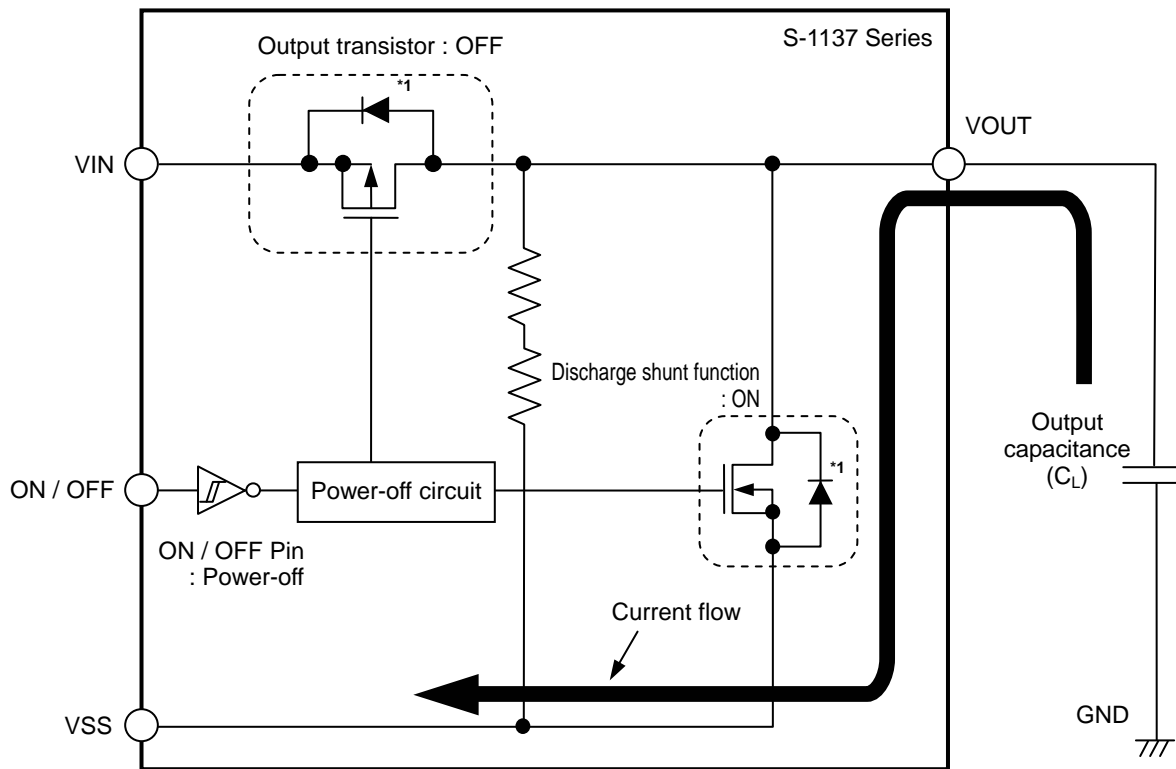 S-1137 Series
Output transistor : OFF
*1
VOUT
VIN
Discharge shunt function
: ON
*1
Output
capacitance
(CL)
ON / OFF
Power-off circuit
ON / OFF Pin
: Power-off
Current flow
GND
VSS